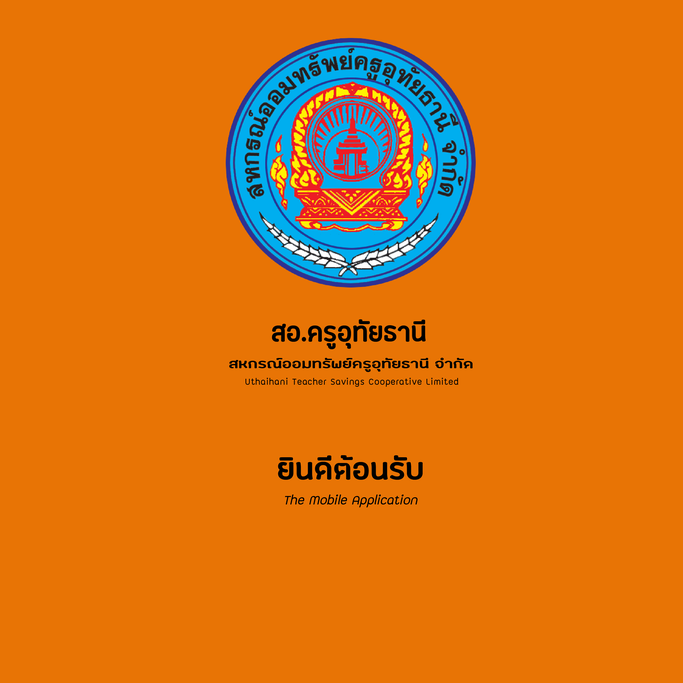 สหกรณ์ออมทรัพย์ครูอุทัยธานี จำกัด
สอ.ครูอุทัยธานี
สหกรณ์ออมทรัพย์ครูอุทัยธานี จำกัด
Uthaihani Teacher Savings Cooperative Limited
ยินดีต้อนรับ
The Mobile Application